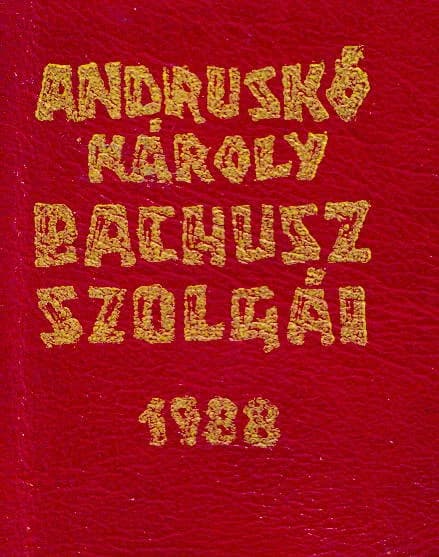 ANDRUSKÓ
KÁROLY
BACHUSZ
SZOLGÁI
1988